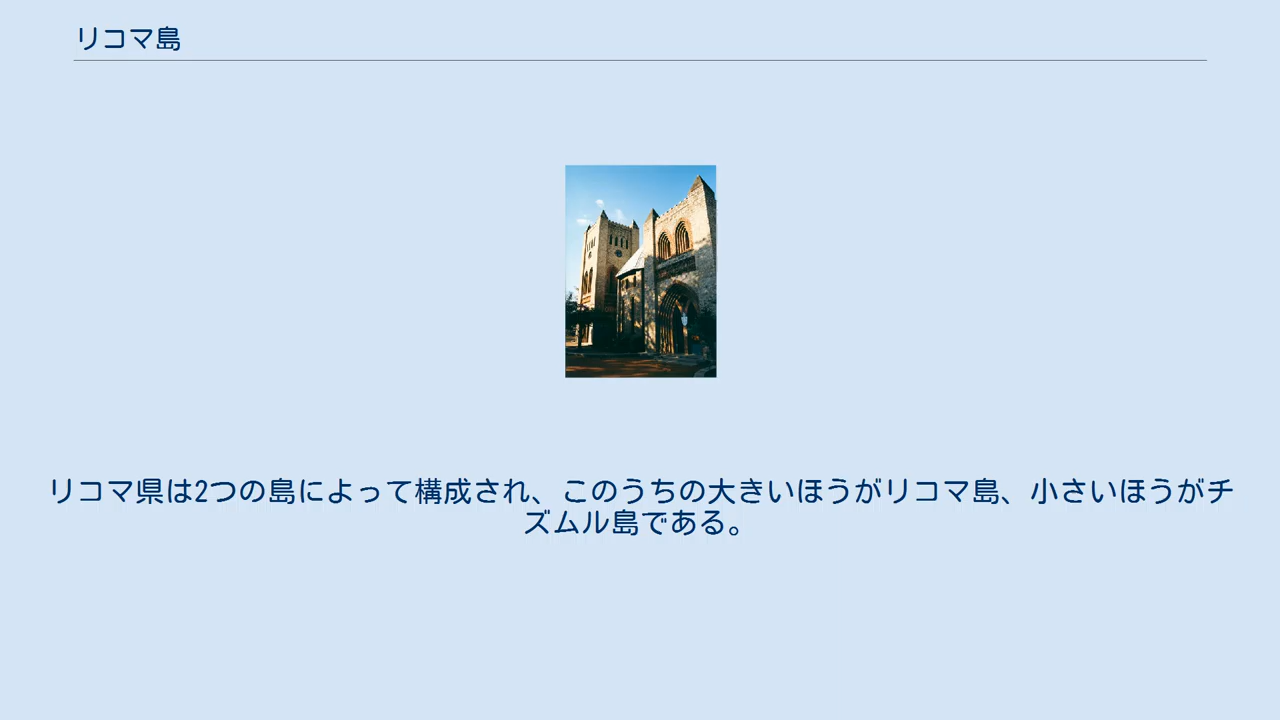 リコマ島
リコマ県は2つの島によって構成され、このうちの大きいほうがリコマ島、小さいほうがチ
ズムル島である。